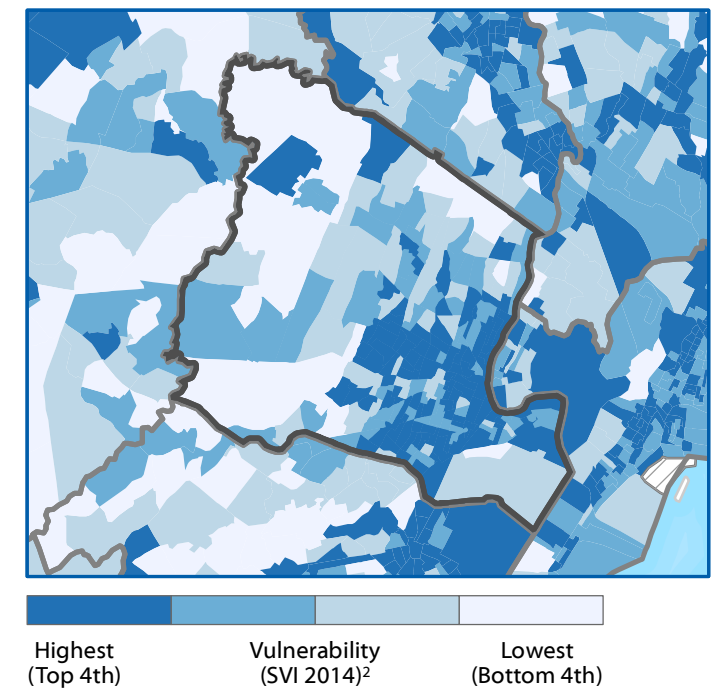 Highest
(Top 4th)
Vulnerability
(SVI 2014)²
Lowest
(Bottom 4th)